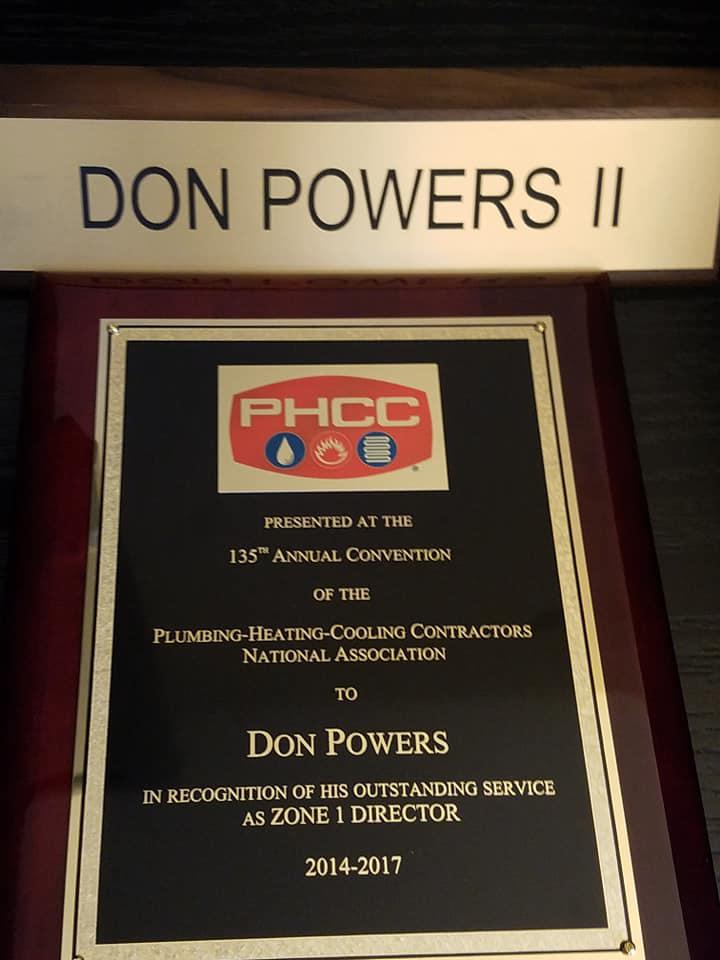 DON POWERS II
PHCC
®
PRESENTED AT THE
135TH ANNUAL CONVENTION
OF THE
PLUMBING-HEATING-COOLING CONTRACTORS
NATIONAL ASSOCIATION
TO
DON POWERS
IN RECOGNITION OF HIS OUTSTANDING SERVICE
AS ZONE 1 DIRECTOR
2014-2017